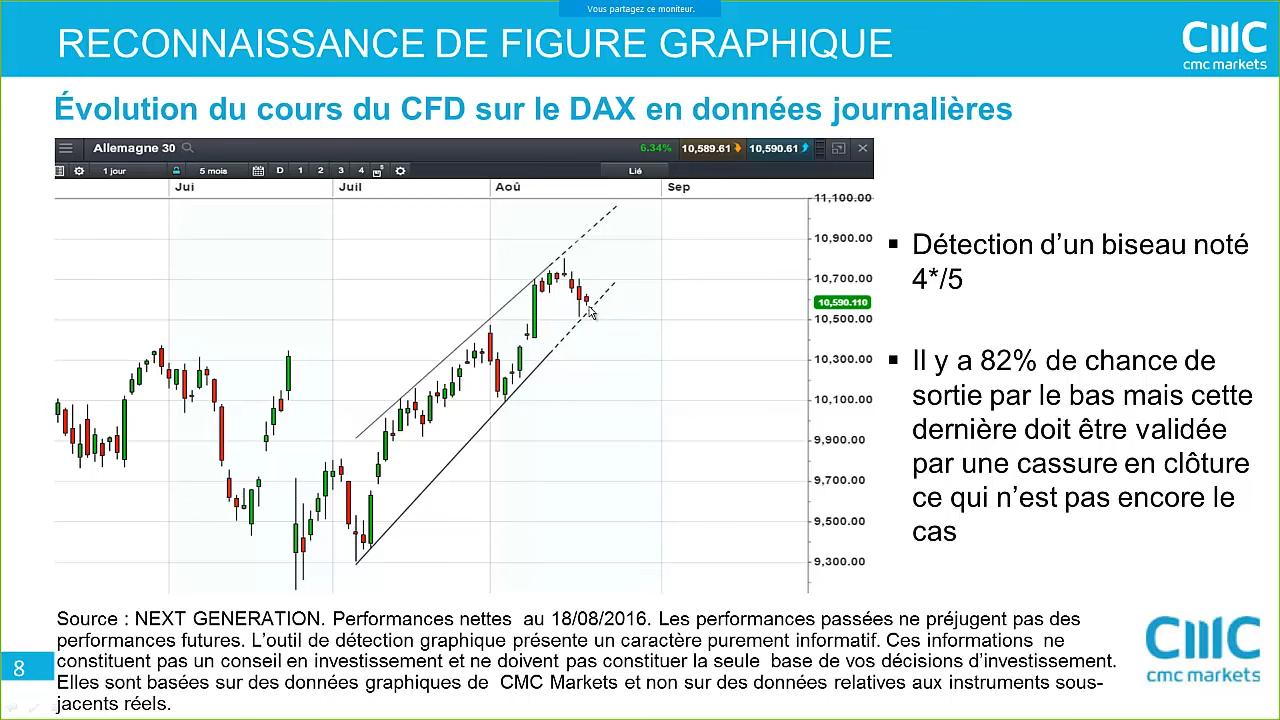 Vous partagez ce moniteur.
RECONNAISSANCE DE FIGURE GRAPHIQUE
CMC
cmc markets
Évolution du cours du CFD sur le DAX en données journalières
Allemagne 30
6.34%
10,589.61
10,590.61
1 jour
5 mois
D 1 2 3 4
Lié
Jui
Juil
Aoû
Sep
11,100.00
10,900.00
10,700.00
10,590.110
10,500.00
10,300.00
10,100.00
9,900.00
9,700.00
9,500.00
9,300.00
▪ Détection d’un biseau noté
4*/5
▪ Il y a 82% de chance de
sortie par le bas mais cette
dernière doit être validée
par une cassure en clôture
ce qui n’est pas encore le
cas
Source : NEXT GENERATION. Performances nettes au 18/08/2016. Les performances passées ne préjugent pas des
performances futures. L’outil de détection graphique présente un caractère purement informatif. Ces informations ne
constituent pas un conseil en investissement et ne doivent pas constituer la seule base de vos décisions d’investissement.
Elles sont basées sur des données graphiques de CMC Markets et non sur des données relatives aux instruments sous-
jacents réels.
8
CMC
cmc markets